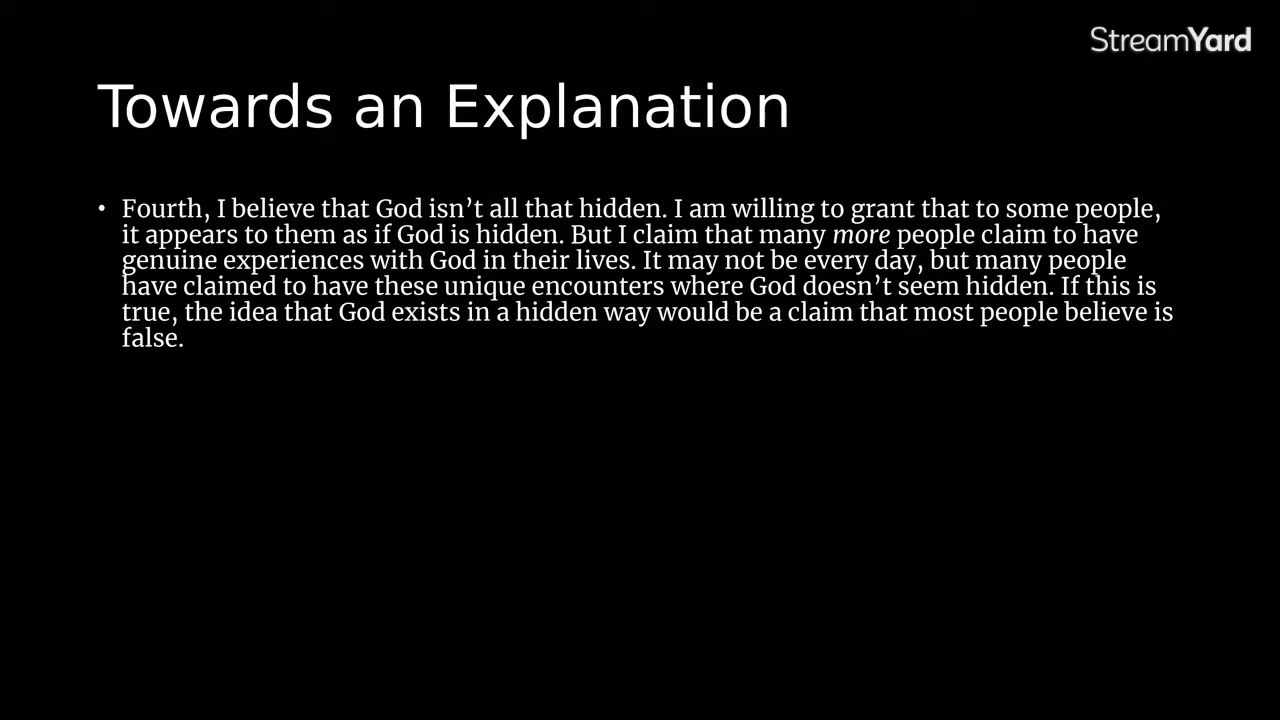 StreamYard
Towards an Explanation
• Fourth, I believe that God isn’t all that hidden. I am willing to grant that to some people,
it appears to them as if God is hidden. But I claim that many more people claim to have
genuine experiences with God in their lives. It may not be every day, but many people
have claimed to have these unique encounters where God doesn’t seem hidden. If this is
true, the idea that God exists in a hidden way would be a claim that most people believe is
false.